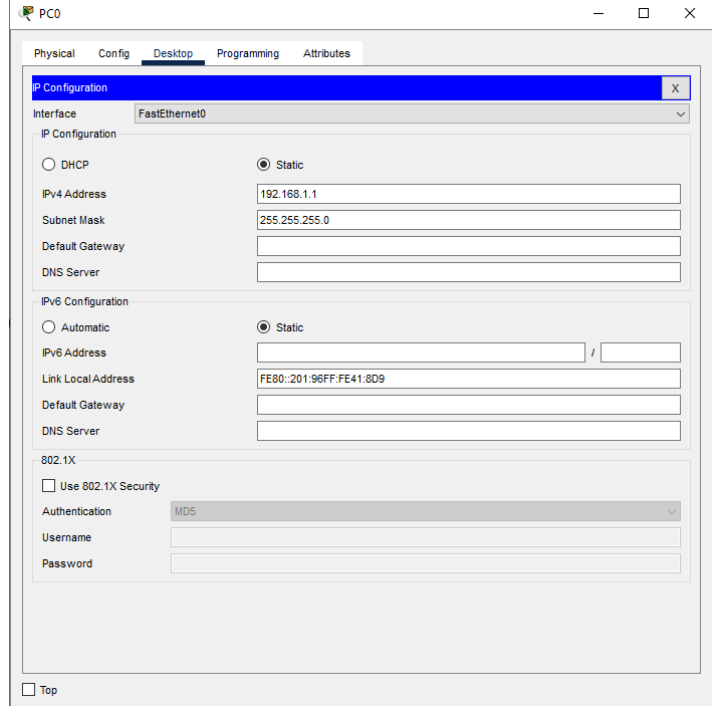 PC0
Physical Config Desktop Programming Attributes
IP Configuration X
Interface FastEthernet0
IP Configuration
DHCP Static
IPv4 Address 192.168.1.1
Subnet Mask 255.255.255.0
Default Gateway
DNS Server
IPv6 Configuration
Automatic Static
IPv6 Address /
Link Local Address FE80::201:96FF:FE41:8D9
Default Gateway
DNS Server
802.1X
Use 802.1X Security
Authentication MD5
Username
Password
Top